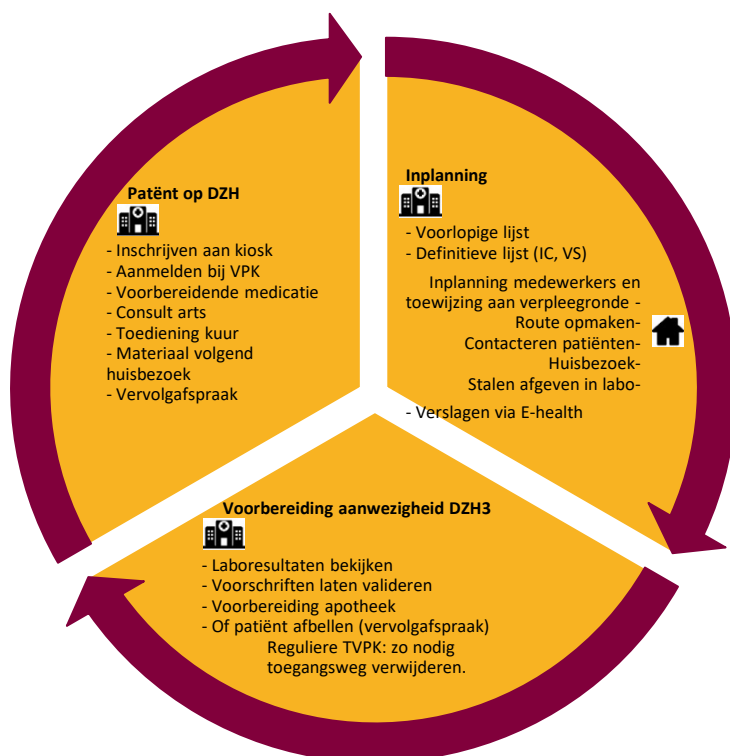 Patënt op DZH
- Inschrijven aan kiosk
- Aanmelden bij VPK
- Voorbereidende medicatie
- Consult arts
- Toediening kuur
- Materiaal volgend
huisbezoek
- Vervolgafspraak
Inplanning
- Voorlopige lijst
- Definitieve lijst (IC, VS)
Inplanning medewerkers en
toewijzing aan verpleegronde -
Route opmaken-
Contacteren patiënten-
Huisbezoek-
Stalen afgeven in labo-
- Verslagen via E-health
Voorbereiding aanwezigheid DZH3
- Laboresultaten bekijken
- Voorschriften laten valideren
- Voorbereiding apotheek
- Of patiënt afbellen (vervolgafspraak)
Reguliere TVPK: zo nodig
toegangsweg verwijderen.